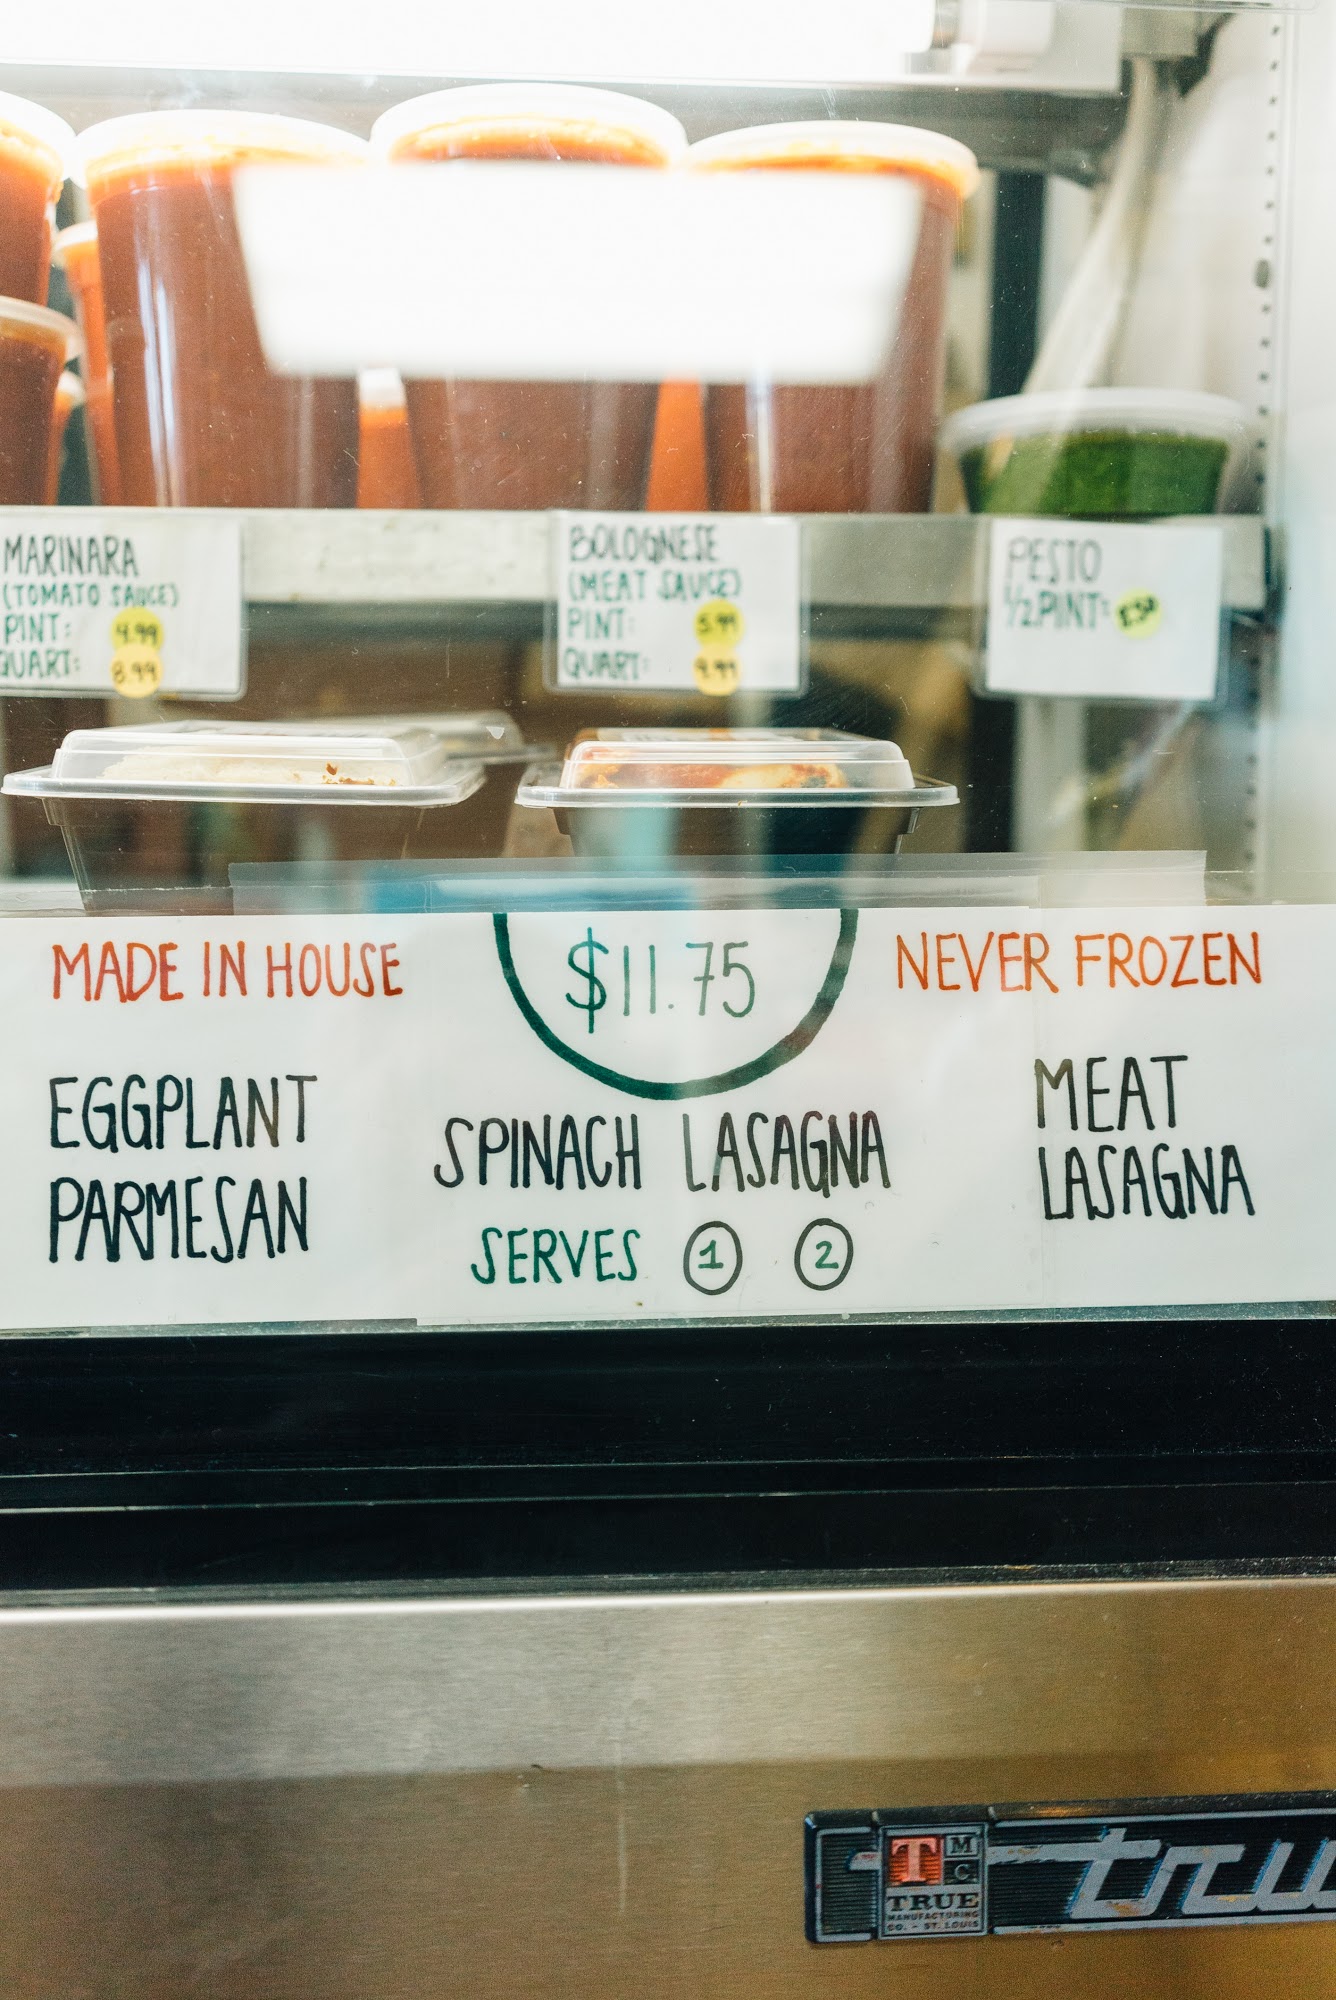 MARINARA
(TOMATO SAUCE)
PINT: 4.99
QUART: 8.99
BOLOGNESE
(MEAT SAUCE)
PINT: 5.99
QUART: 9.99
PESTO
1/2 PINT:
MADE IN HOUSE
$11.75
NEVER FROZEN
EGGPLANT
PARMESAN
SPINACH LASAGNA
SERVES 1 2
MEAT
LASAGNA
T M C
TRUE
MANUFACTURING
CO. - ST. LOUIS
tru